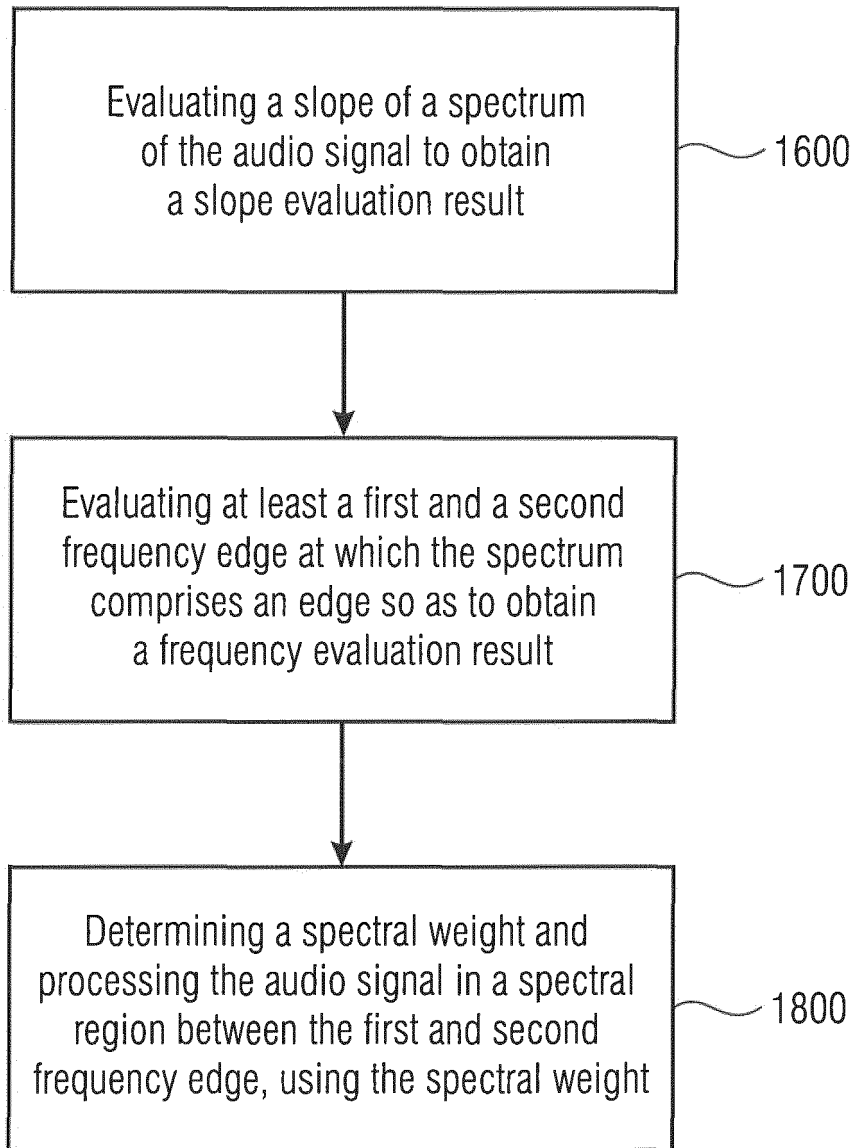 Evaluating a slope of a spectrum
of the audio signal to obtain
a slope evaluation result
1600
Evaluating at least a first and a second
frequency edge at which the spectrum
comprises an edge so as to obtain
a frequency evaluation result
1700
Determining a spectral weight and
processing the audio signal in a spectral
region between the first and second
frequency edge, using the spectral weight
1800